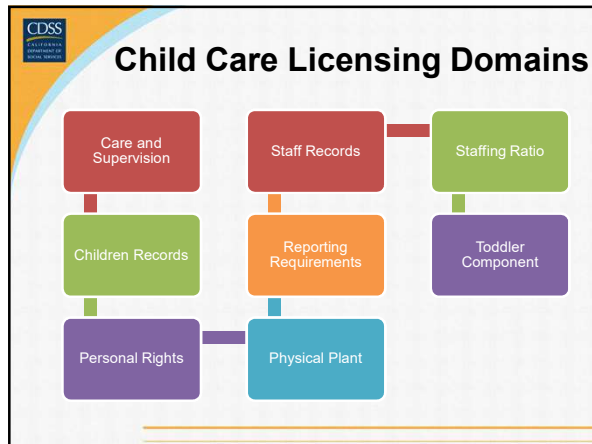 CDSS
CALIFORNIA
DEPARTMENT OF
SOCIAL SERVICES
Child Care Licensing Domains
Care and
Supervision
Children Records
Personal Rights
Physical Plant
Reporting
Requirements
Staff Records
Staffing Ratio
Toddler
Component